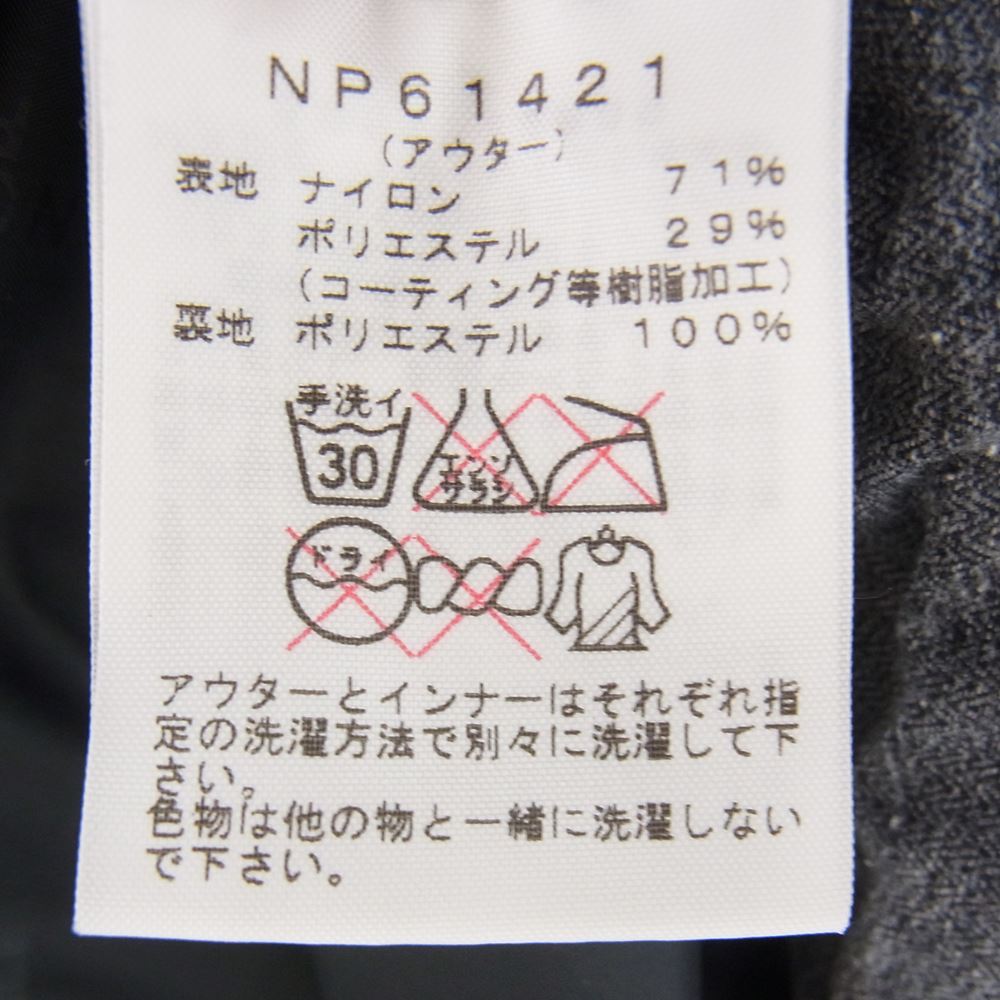 NP61421
(アウター)
表地 ナイロン 71%
ポリエステル 29%
(コーティング等樹脂加工)
裏地 ポリエステル 100%
手洗イ
30
エンソ
サラシ
ドライ
アウターとインナーはそれぞれ指
定の洗濯方法で別々に洗濯して下
さい。
色物は他の物と一緒に洗濯しない
で下さい。